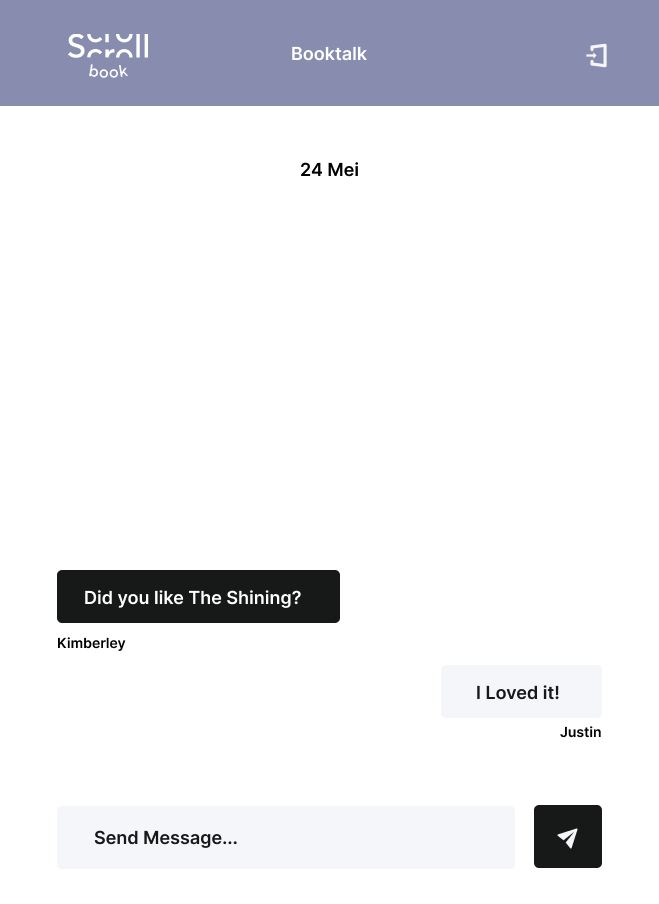 Scroll
book
Booktalk
24 Mei
Did you like The Shining?
Kimberley
I Loved it!
Justin
Send Message...